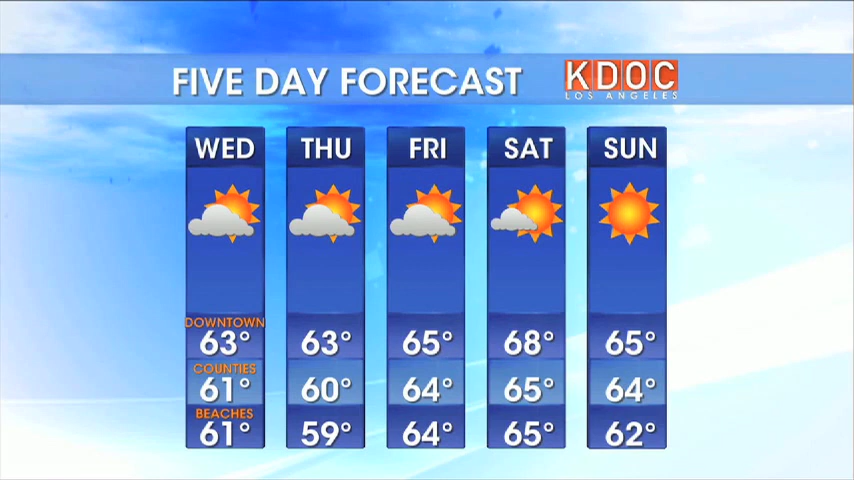 FIVE DAY FORECAST
KDOC
LOS ANGELES
WED THU FRI SAT SUN
DOWNTOWN
63° 63° 65° 68° 65°
COUNTIES
61° 60° 64° 65° 64°
BEACHES
61° 59° 64° 65° 62°